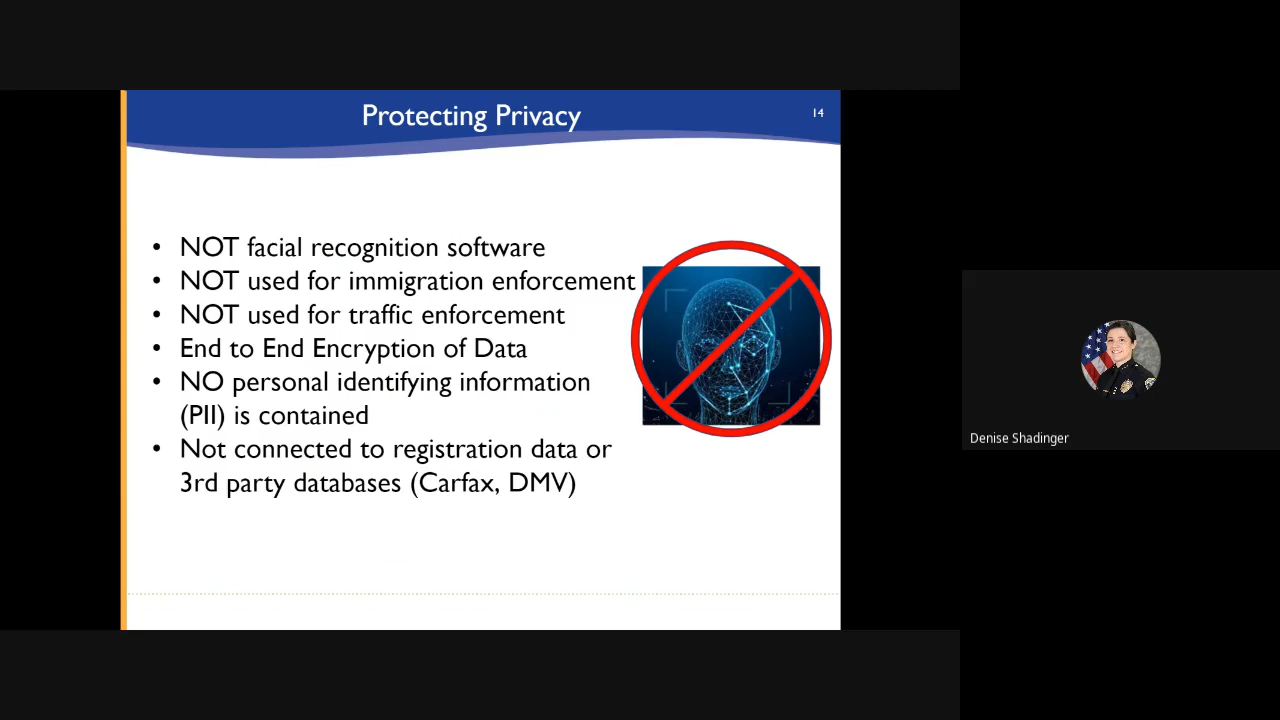 Protecting Privacy
14
• NOT facial recognition software
• NOT used for immigration enforcement
• NOT used for traffic enforcement
• End to End Encryption of Data
• NO personal identifying information
(PII) is contained
• Not connected to registration data or
3rd party databases (Carfax, DMV)
Denise Shadinger